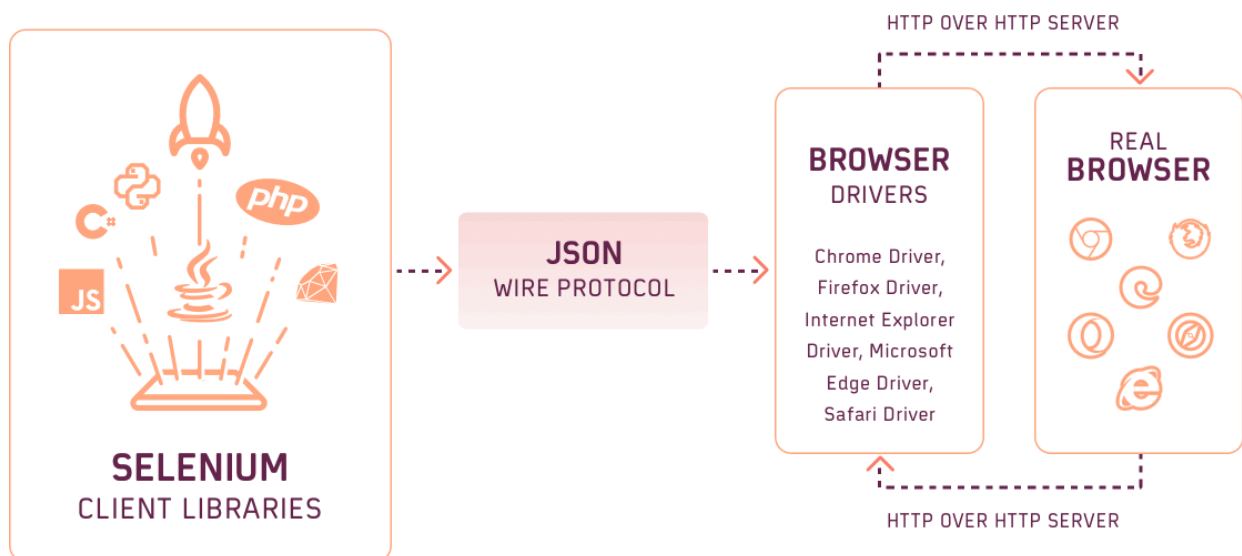 HTTP OVER HTTP SERVER
C#
php
JS
SELENIUM
CLIENT LIBRARIES
JSON
WIRE PROTOCOL
BROWSER
DRIVERS
Chrome Driver,
Firefox Driver,
Internet Explorer
Driver, Microsoft
Edge Driver,
Safari Driver
REAL
BROWSER
HTTP OVER HTTP SERVER